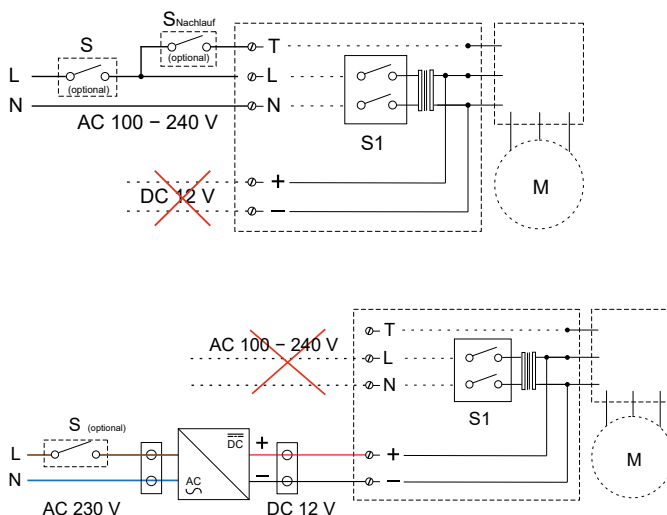 S
(optional)
SNachlauf
(optional)
T
L
L
N
N
AC 100 – 240 V
S1
M
+
DC 12 V
–
T
AC 100 – 240 V
L
N
S1
S (optional)
L
N
AC 230 V
DC
AC
+
–
DC 12 V
+
–
M